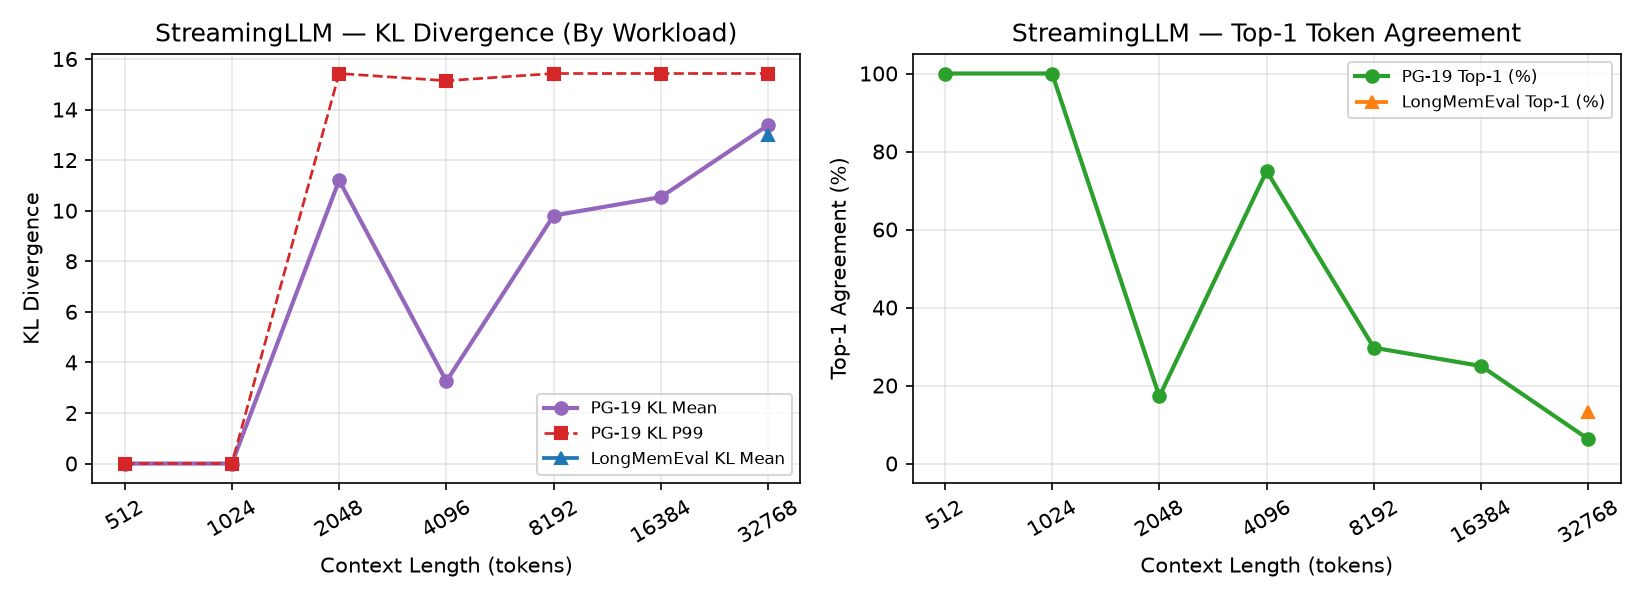 StreamingLLM — KL Divergence (By Workload)
16
14
12
10
8
6
4
2
0
KL Divergence
PG-19 KL Mean
PG-19 KL P99
LongMemEval KL Mean
512
1024
2048
4096
8192
16384
32768
Context Length (tokens)
StreamingLLM — Top-1 Token Agreement
100
80
60
40
20
0
Top-1 Agreement (%)
PG-19 Top-1 (%)
LongMemEval Top-1 (%)
512
1024
2048
4096
8192
16384
32768
Context Length (tokens)